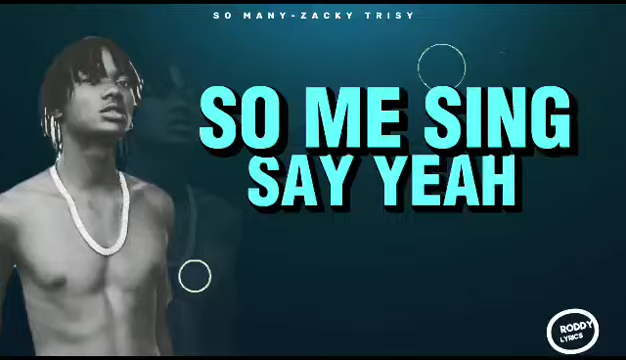 SO MANY-ZACKY TRISY
SO ME SING
SAY YEAH
RODDY
LYRICS